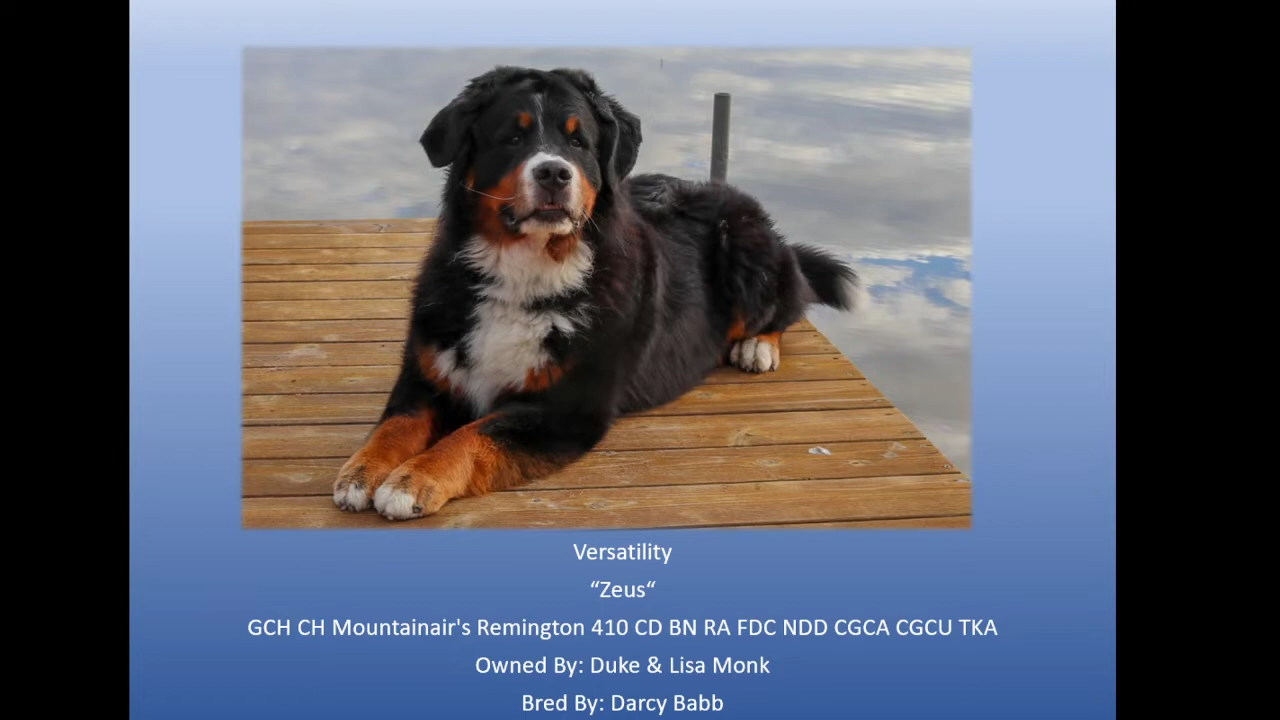 Versatility
“Zeus“
GCH CH Mountainair's Remington 410 CD BN RA FDC NDD CGCA CGCU TKA
Owned By: Duke & Lisa Monk
Bred By: Darcy Babb